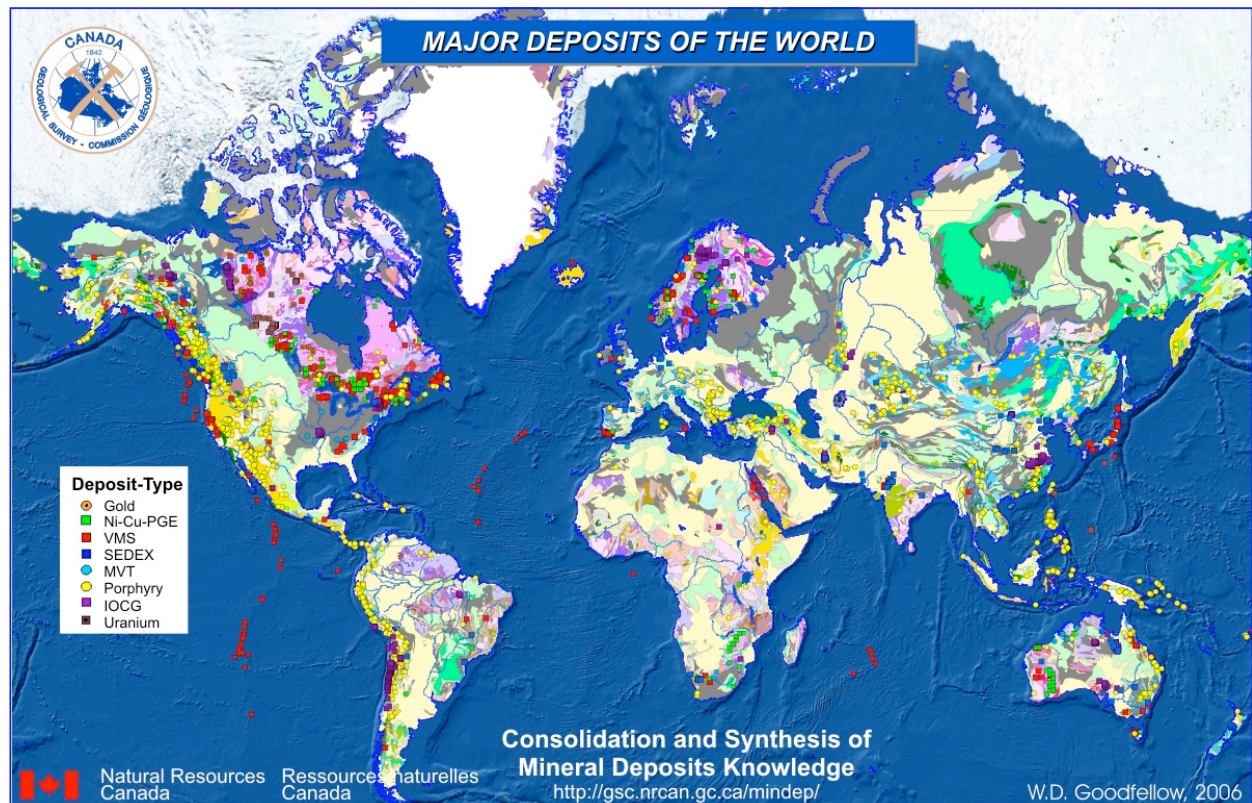 MAJOR DEPOSITS OF THE WORLD
CANADA
1842
GEOLOGICAL SURVEY - COMMISSION GÉOLOGIQUE
Deposit-Type
Gold
Ni-Cu-PGE
VMS
SEDEX
MVT
Porphyry
IOCG
Uranium
Consolidation and Synthesis of
Mineral Deposits Knowledge
http://gsc.nrcan.gc.ca/mindep/
Natural Resources Ressources naturelles
Canada Canada
W.D. Goodfellow, 2006